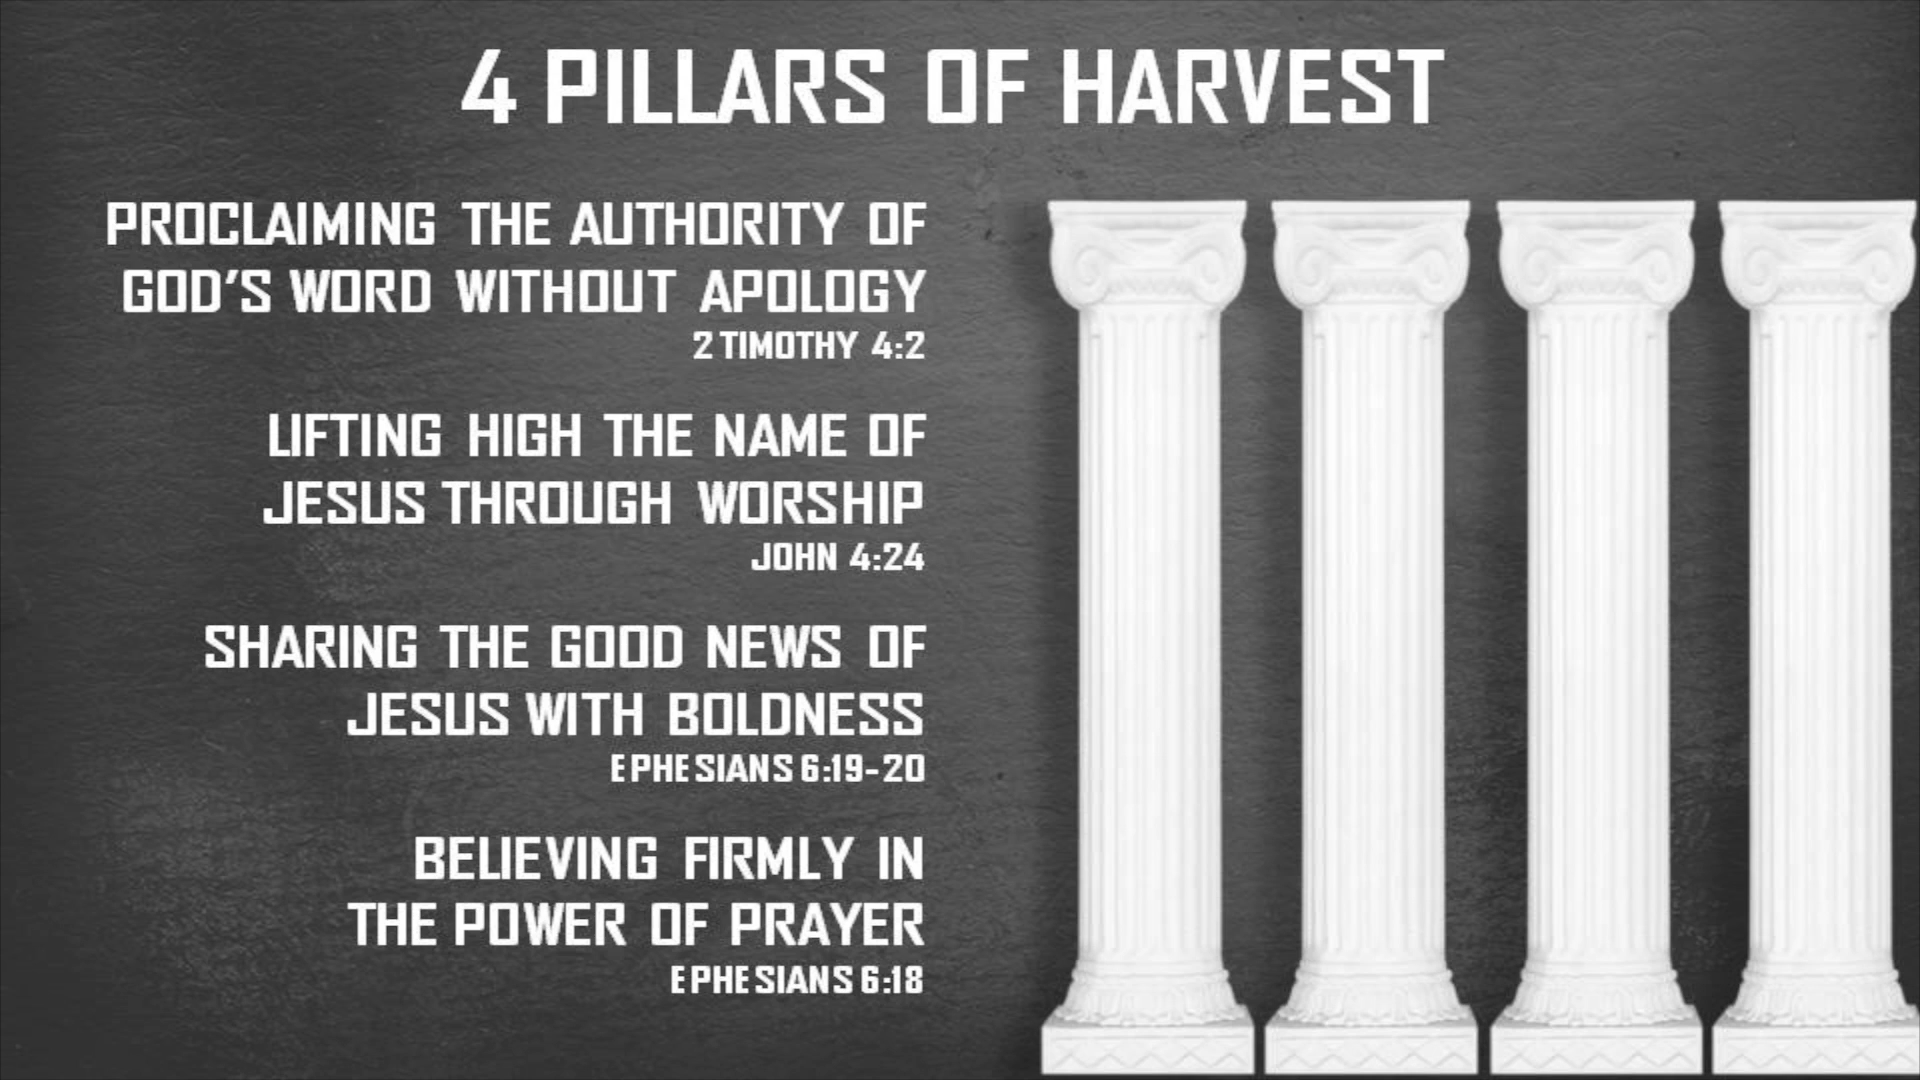 4 PILLARS OF HARVEST
PROCLAIMING THE AUTHORITY OF
GOD'S WORD WITHOUT APOLOGY
2 TIMOTHY 4:2
LIFTING HIGH THE NAME OF
JESUS THROUGH WORSHIP
JOHN 4:24
SHARING THE GOOD NEWS OF
JESUS WITH BOLDNESS
EPHESIANS 6:19-20
BELIEVING FIRMLY IN
THE POWER OF PRAYER
EPHESIANS 6:18